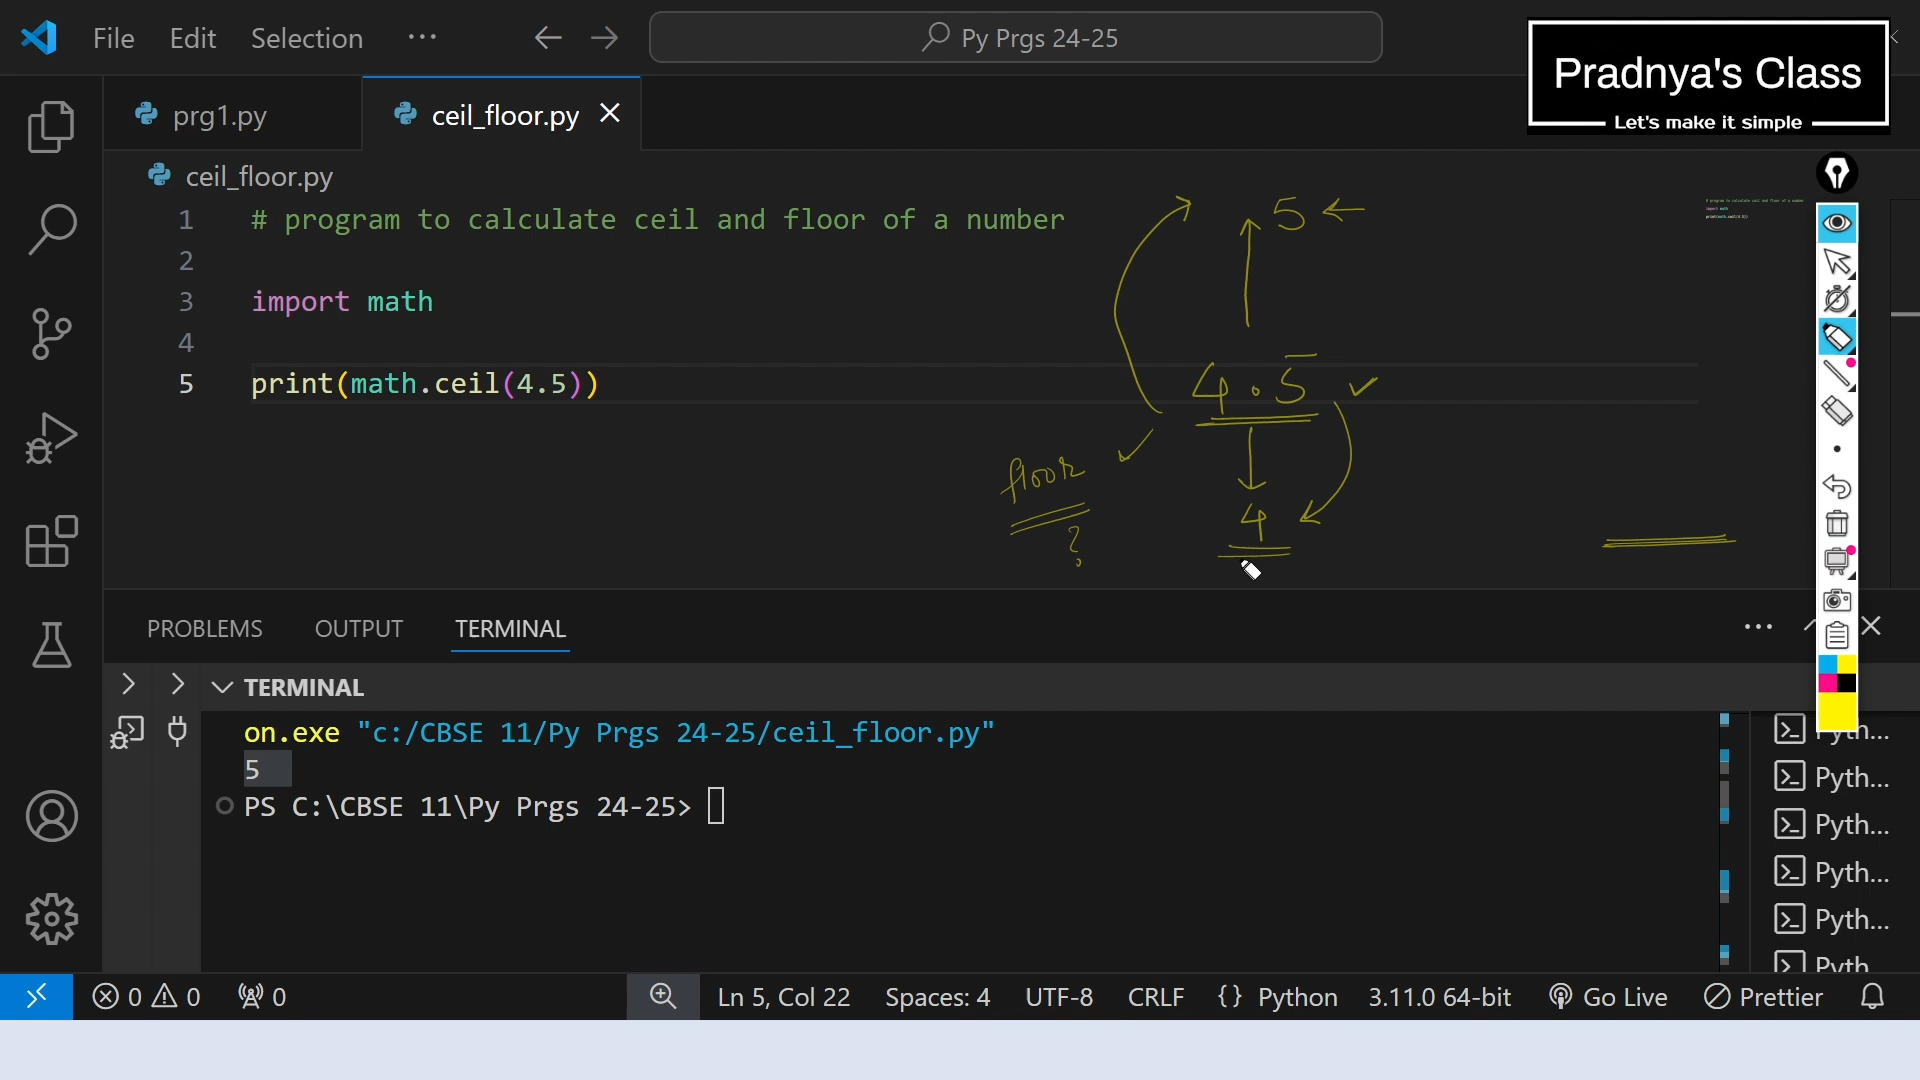 File Edit Selection ...
Py Prgs 24-25
Pradnya's Class
Let's make it simple
prg1.py
ceil_floor.py
ceil_floor.py
1 # program to calculate ceil and floor of a number
2
3 import math
4
5 print(math.ceil(4.5))
5
4.5
floor
?
4
PROBLEMS OUTPUT TERMINAL
TERMINAL
on.exe "c:/CBSE 11/Py Prgs 24-25/ceil_floor.py"
5
PS C:\CBSE 11\Py Prgs 24-25>
Pyth...
Pyth...
Pyth...
Pyth...
Pyth...
Pyth
0 0 0
Ln 5, Col 22 Spaces: 4 UTF-8 CRLF {} Python 3.11.0 64-bit Go Live Prettier